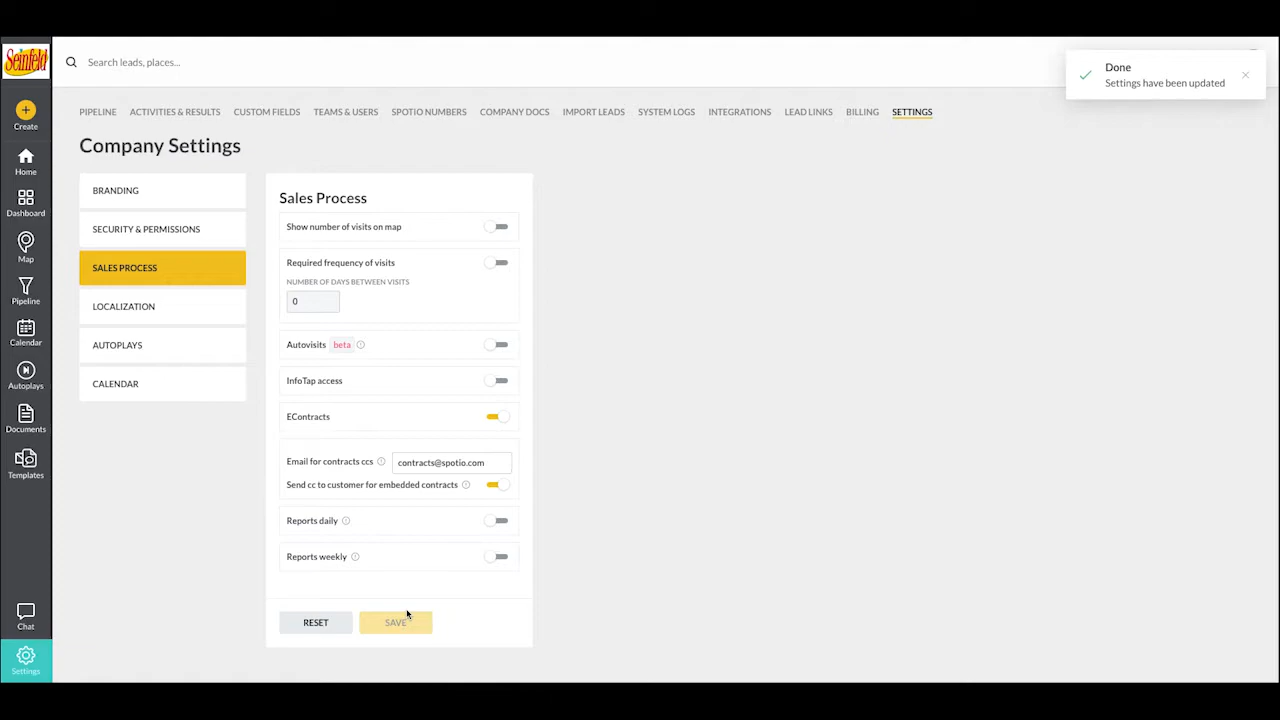 Seinfeld
Search leads, places...
Done
Settings have been updated
PIPELINE ACTIVITIES & RESULTS CUSTOM FIELDS TEAMS & USERS SPOTIO NUMBERS COMPANY DOCS IMPORT LEADS SYSTEM LOGS INTEGRATIONS LEAD LINKS BILLING SETTINGS
Company Settings
Create
Home
Dashboard
Map
Pipeline
Calendar
Autoplays
Documents
Templates
Chat
Settings
BRANDING
SECURITY & PERMISSIONS
SALES PROCESS
LOCALIZATION
AUTOPLAYS
CALENDAR
Sales Process
Show number of visits on map
Required frequency of visits
NUMBER OF DAYS BETWEEN VISITS
0
Autovisits beta
InfoTap access
EContracts
Email for contracts ccs contracts@spotio.com
Send cc to customer for embedded contracts
Reports daily
Reports weekly
RESET SAVE